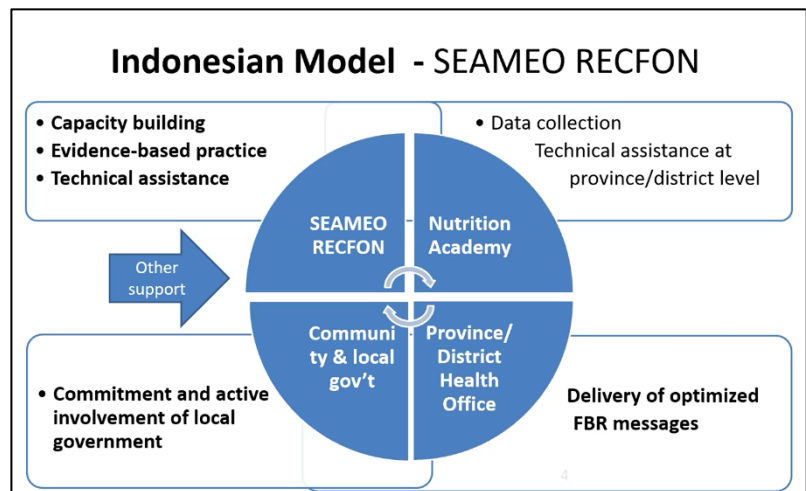 Indonesian Model - SEAMEO RECFON
• Capacity building
• Evidence-based practice
• Technical assistance
• Data collection
Technical assistance at
province/district level
SEAMEO
RECFON
Nutrition
Academy
Other
support
Communi
ty & local
gov't
Province/
District
Health
Office
• Commitment and active
involvement of local
government
Delivery of optimized
FBR messages
4